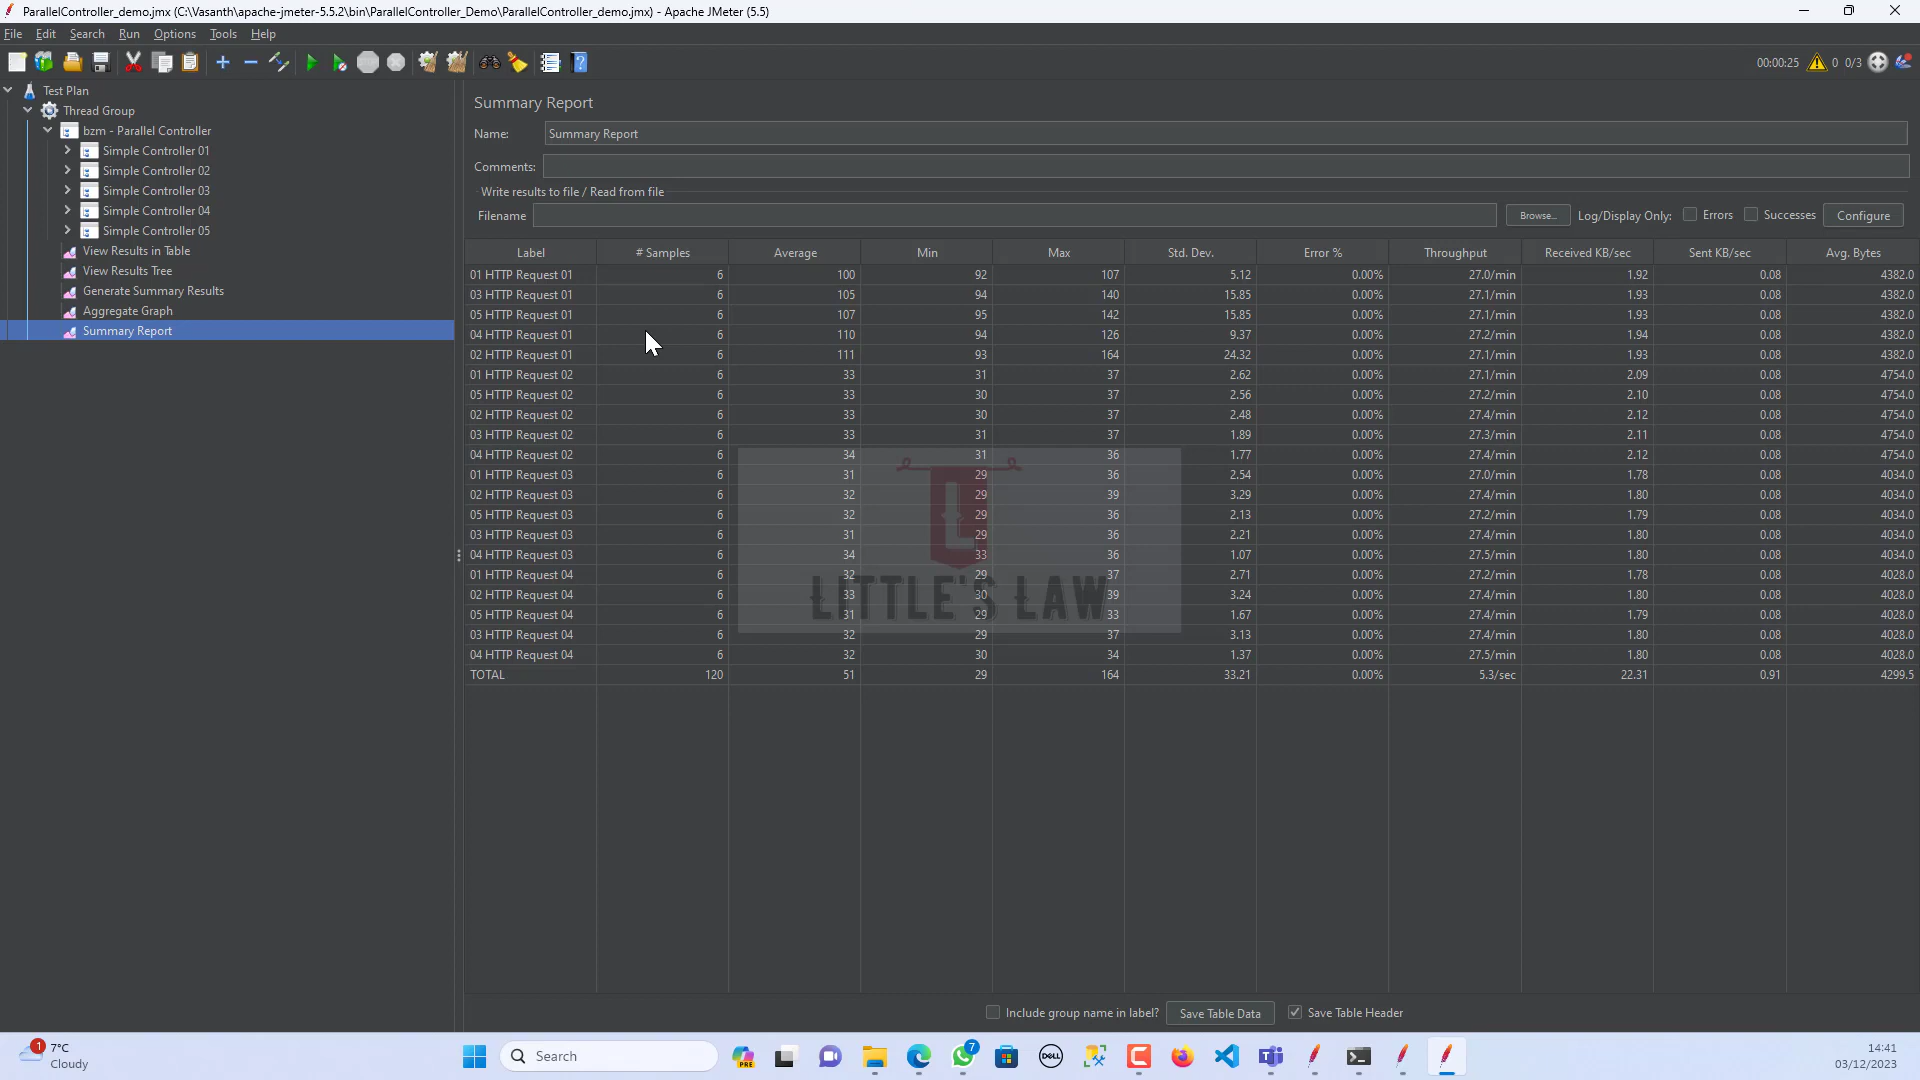 ParallelController_demo.jmx (C:\Vasanth\apache-jmeter-5.5.2\bin\ParallelController_Demo\ParallelController_demo.jmx) - Apache JMeter (5.5)
File Edit Search Run Options Tools Help
00:00:25 0 0/3
Test Plan
Thread Group
bzm - Parallel Controller
Simple Controller 01
Simple Controller 02
Simple Controller 03
Simple Controller 04
Simple Controller 05
View Results in Table
View Results Tree
Generate Summary Results
Aggregate Graph
Summary Report
Summary Report
Name: Summary Report
Comments:
Write results to file / Read from file
Filename Browse... Log/Display Only: Errors Successes Configure
Label # Samples Average Min Max Std. Dev. Error % Throughput Received KB/sec Sent KB/sec Avg. Bytes
01 HTTP Request 01 6 100 92 107 5.12 0.00% 27.0/min 1.92 0.08 4382.0
03 HTTP Request 01 6 105 94 140 15.85 0.00% 27.1/min 1.93 0.08 4382.0
05 HTTP Request 01 6 107 95 142 15.85 0.00% 27.1/min 1.93 0.08 4382.0
04 HTTP Request 01 6 110 94 126 9.37 0.00% 27.2/min 1.94 0.08 4382.0
02 HTTP Request 01 6 111 93 164 24.32 0.00% 27.1/min 1.93 0.08 4382.0
01 HTTP Request 02 6 33 31 37 2.62 0.00% 27.1/min 2.09 0.08 4754.0
05 HTTP Request 02 6 33 30 37 2.56 0.00% 27.2/min 2.10 0.08 4754.0
02 HTTP Request 02 6 33 30 37 2.48 0.00% 27.4/min 2.12 0.08 4754.0
03 HTTP Request 02 6 33 31 37 1.89 0.00% 27.3/min 2.11 0.08 4754.0
04 HTTP Request 02 6 34 31 36 1.77 0.00% 27.4/min 2.12 0.08 4754.0
01 HTTP Request 03 6 31 29 36 2.54 0.00% 27.0/min 1.78 0.08 4034.0
02 HTTP Request 03 6 32 29 39 3.29 0.00% 27.4/min 1.80 0.08 4034.0
05 HTTP Request 03 6 32 29 36 2.13 0.00% 27.2/min 1.79 0.08 4034.0
03 HTTP Request 03 6 31 29 36 2.21 0.00% 27.4/min 1.80 0.08 4034.0
04 HTTP Request 03 6 34 33 36 1.07 0.00% 27.5/min 1.80 0.08 4034.0
01 HTTP Request 04 6 32 29 37 2.71 0.00% 27.2/min 1.78 0.08 4028.0
02 HTTP Request 04 6 33 30 39 3.24 0.00% 27.4/min 1.80 0.08 4028.0
05 HTTP Request 04 6 31 29 33 1.67 0.00% 27.4/min 1.79 0.08 4028.0
03 HTTP Request 04 6 32 29 37 3.13 0.00% 27.4/min 1.80 0.08 4028.0
04 HTTP Request 04 6 32 30 34 1.37 0.00% 27.5/min 1.80 0.08 4028.0
TOTAL 120 51 29 164 33.21 0.00% 5.3/sec 22.31 0.91 4299.5
L
LITTLE'S LAW
Include group name in label? Save Table Data Save Table Header
1 7°C
Cloudy
Search
PRE
7
DELL
14:41
03/12/2023